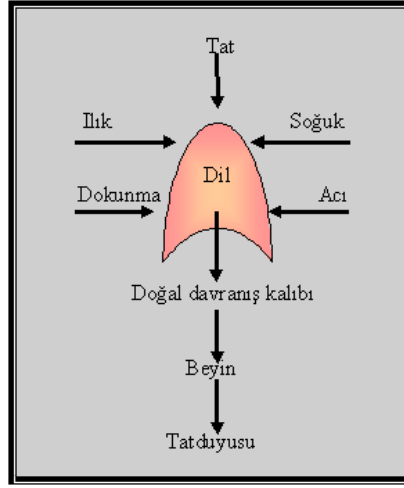 Tat
Ilık
Soğuk
Dil
Dokunma
Acı
Doğal davranış kalıbı
Beyin
Tatduyusu